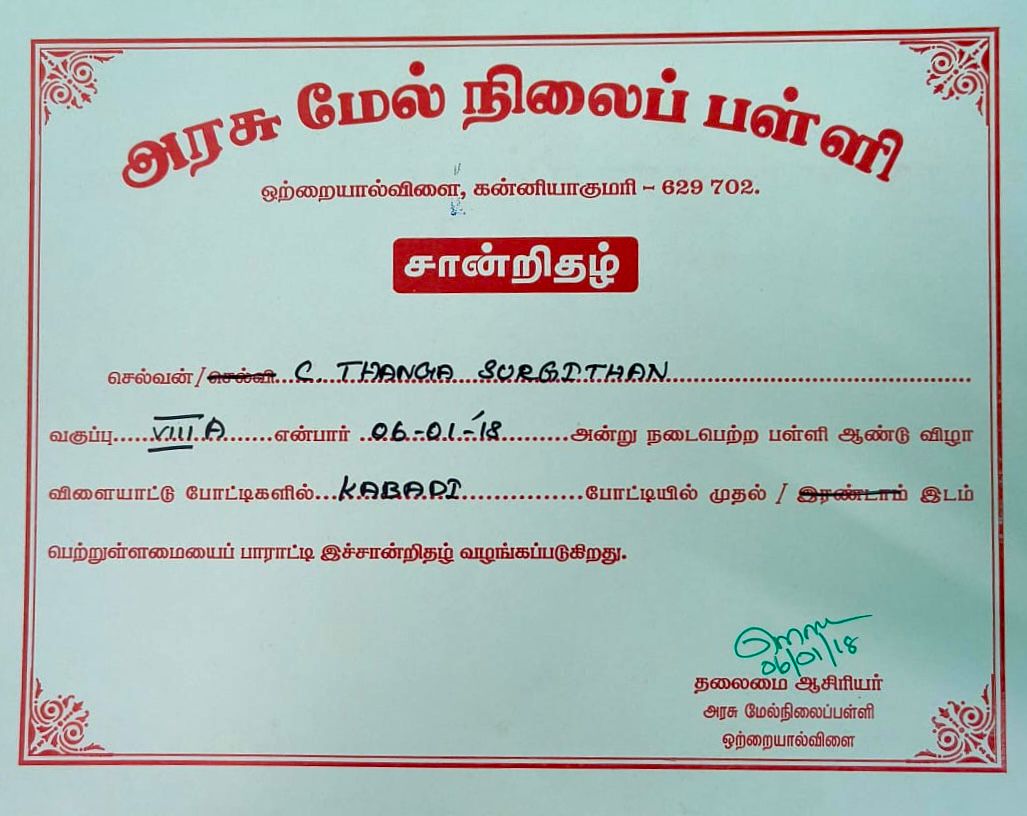 அரசு மேல் நிலைப் பள்ளி
ஒற்றையால்விளை, கன்னியாகுமரி – 629 702.
சான்றிதழ்
செல்வன்/செல்வி C. THANGA SURGITHAN
வகுப்பு VIII A என்பார் 06-01-'18 அன்று நடைபெற்ற பள்ளி ஆண்டு விழா
விளையாட்டு போட்டிகளில் KABADI போட்டியில் முதல் / இரண்டாம் இடம்
பெற்றுள்ளமையைப் பாராட்டி இச்சான்றிதழ் வழங்கப்படுகிறது.
06/01/18
தலைமை ஆசிரியர்
அரசு மேல்நிலைப்பள்ளி
ஒற்றையால்விளை